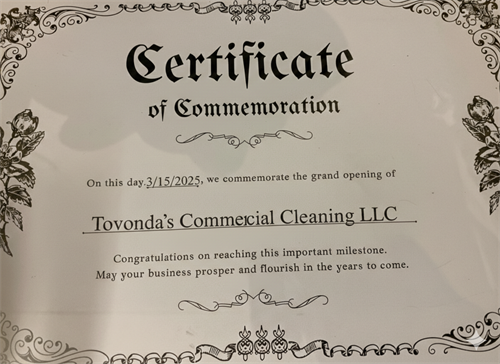 Certificate
of Commemoration
On this day 3/15/2025, we commemorate the grand opening of
Tovonda's Commercial Cleaning LLC
Congratulations on reaching this important milestone.
May your business prosper and flourish in the years to come.